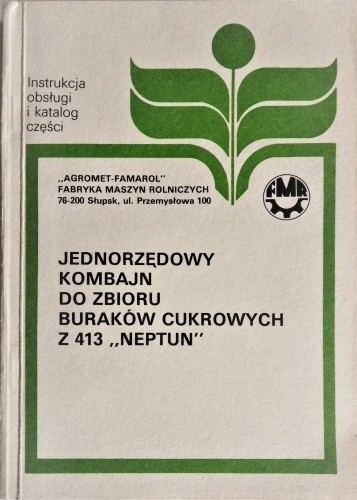 Instrukcja
obsługi
i katalog
części
„AGROMET-FAMAROL"
FABRYKA MASZYN ROLNICZYCH
76-200 Słupsk, ul. Przemysłowa 100
FMR
JEDNORZĘDOWY
KOMBAJN
DO ZBIORU
BURAKÓW CUKROWYCH
Z 413 „NEPTUN"